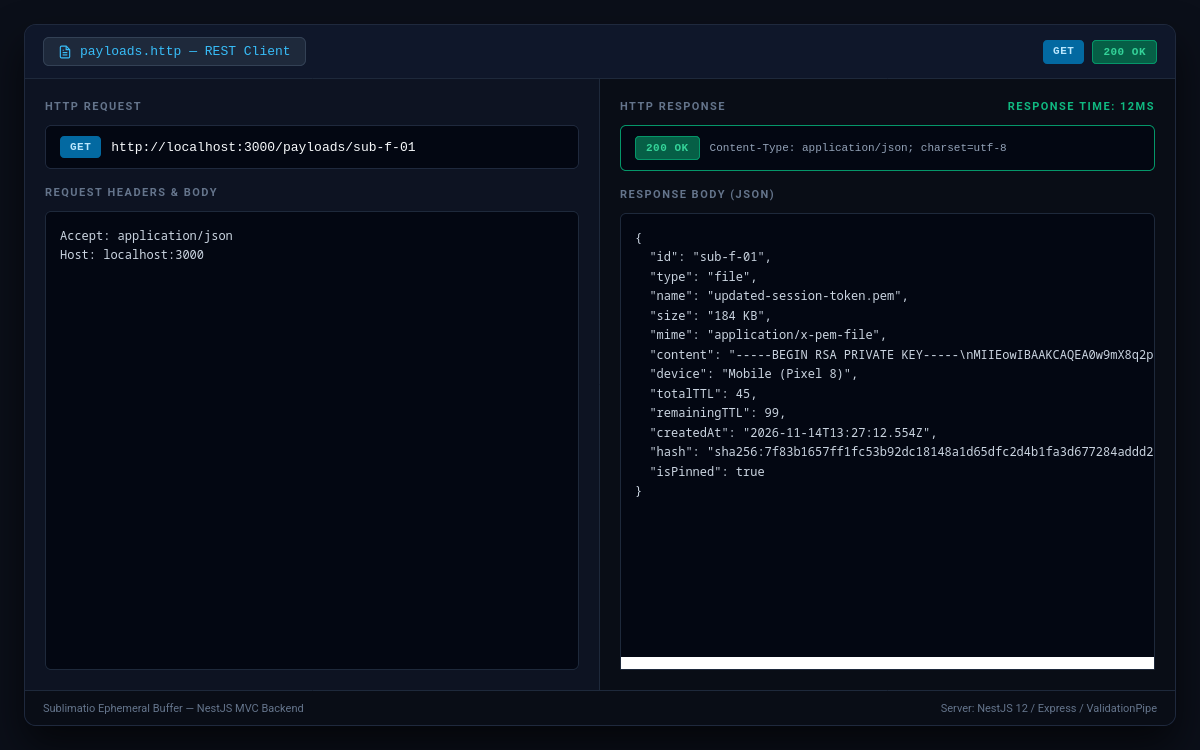 payloads.http — REST Client
GET
200 OK
HTTP REQUEST
GET http://localhost:3000/payloads/sub-f-01
REQUEST HEADERS & BODY
Accept: application/json
Host: localhost:3000
HTTP RESPONSE
RESPONSE TIME: 12MS
200 OK Content-Type: application/json; charset=utf-8
RESPONSE BODY (JSON)
{
  "id": "sub-f-01",
  "type": "file",
  "name": "updated-session-token.pem",
  "size": "184 KB",
  "mime": "application/x-pem-file",
  "content": "-----BEGIN RSA PRIVATE KEY-----\nMIIEowIBAAKCAQEA0w9mX8q2p
  "device": "Mobile (Pixel 8)",
  "totalTTL": 45,
  "remainingTTL": 99,
  "createdAt": "2026-11-14T13:27:12.554Z",
  "hash": "sha256:7f83b1657ff1fc53b92dc18148a1d65dfc2d4b1fa3d677284addd2
  "isPinned": true
}
Sublimatio Ephemeral Buffer — NestJS MVC Backend
Server: NestJS 12 / Express / ValidationPipe